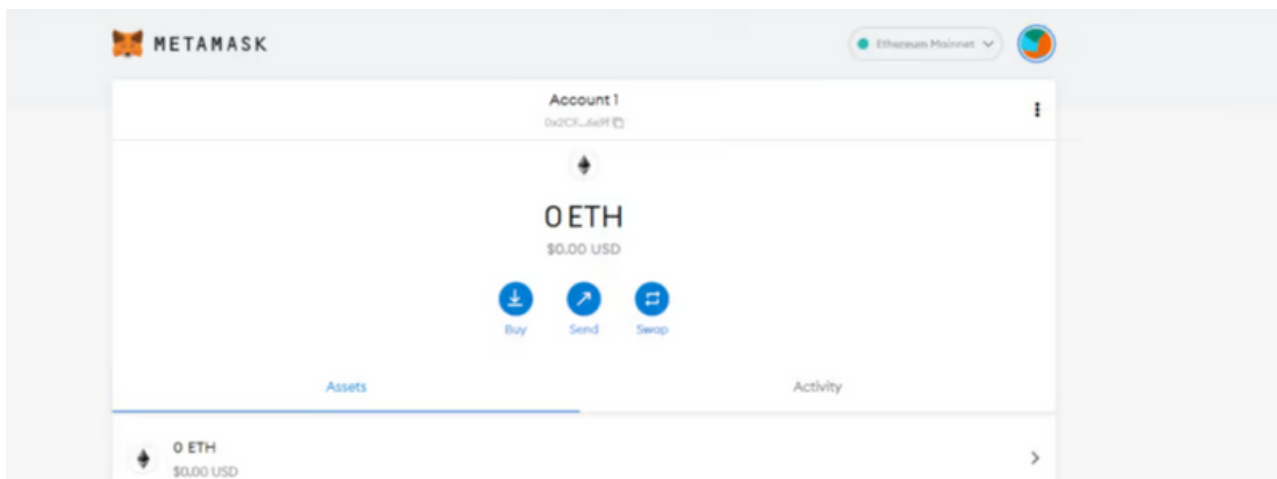 METAMASK
Ethereum Mainnet
Account 1
0 ETH
$0.00 USD
Buy Send Swap
Assets Activity
0 ETH
$0.00 USD